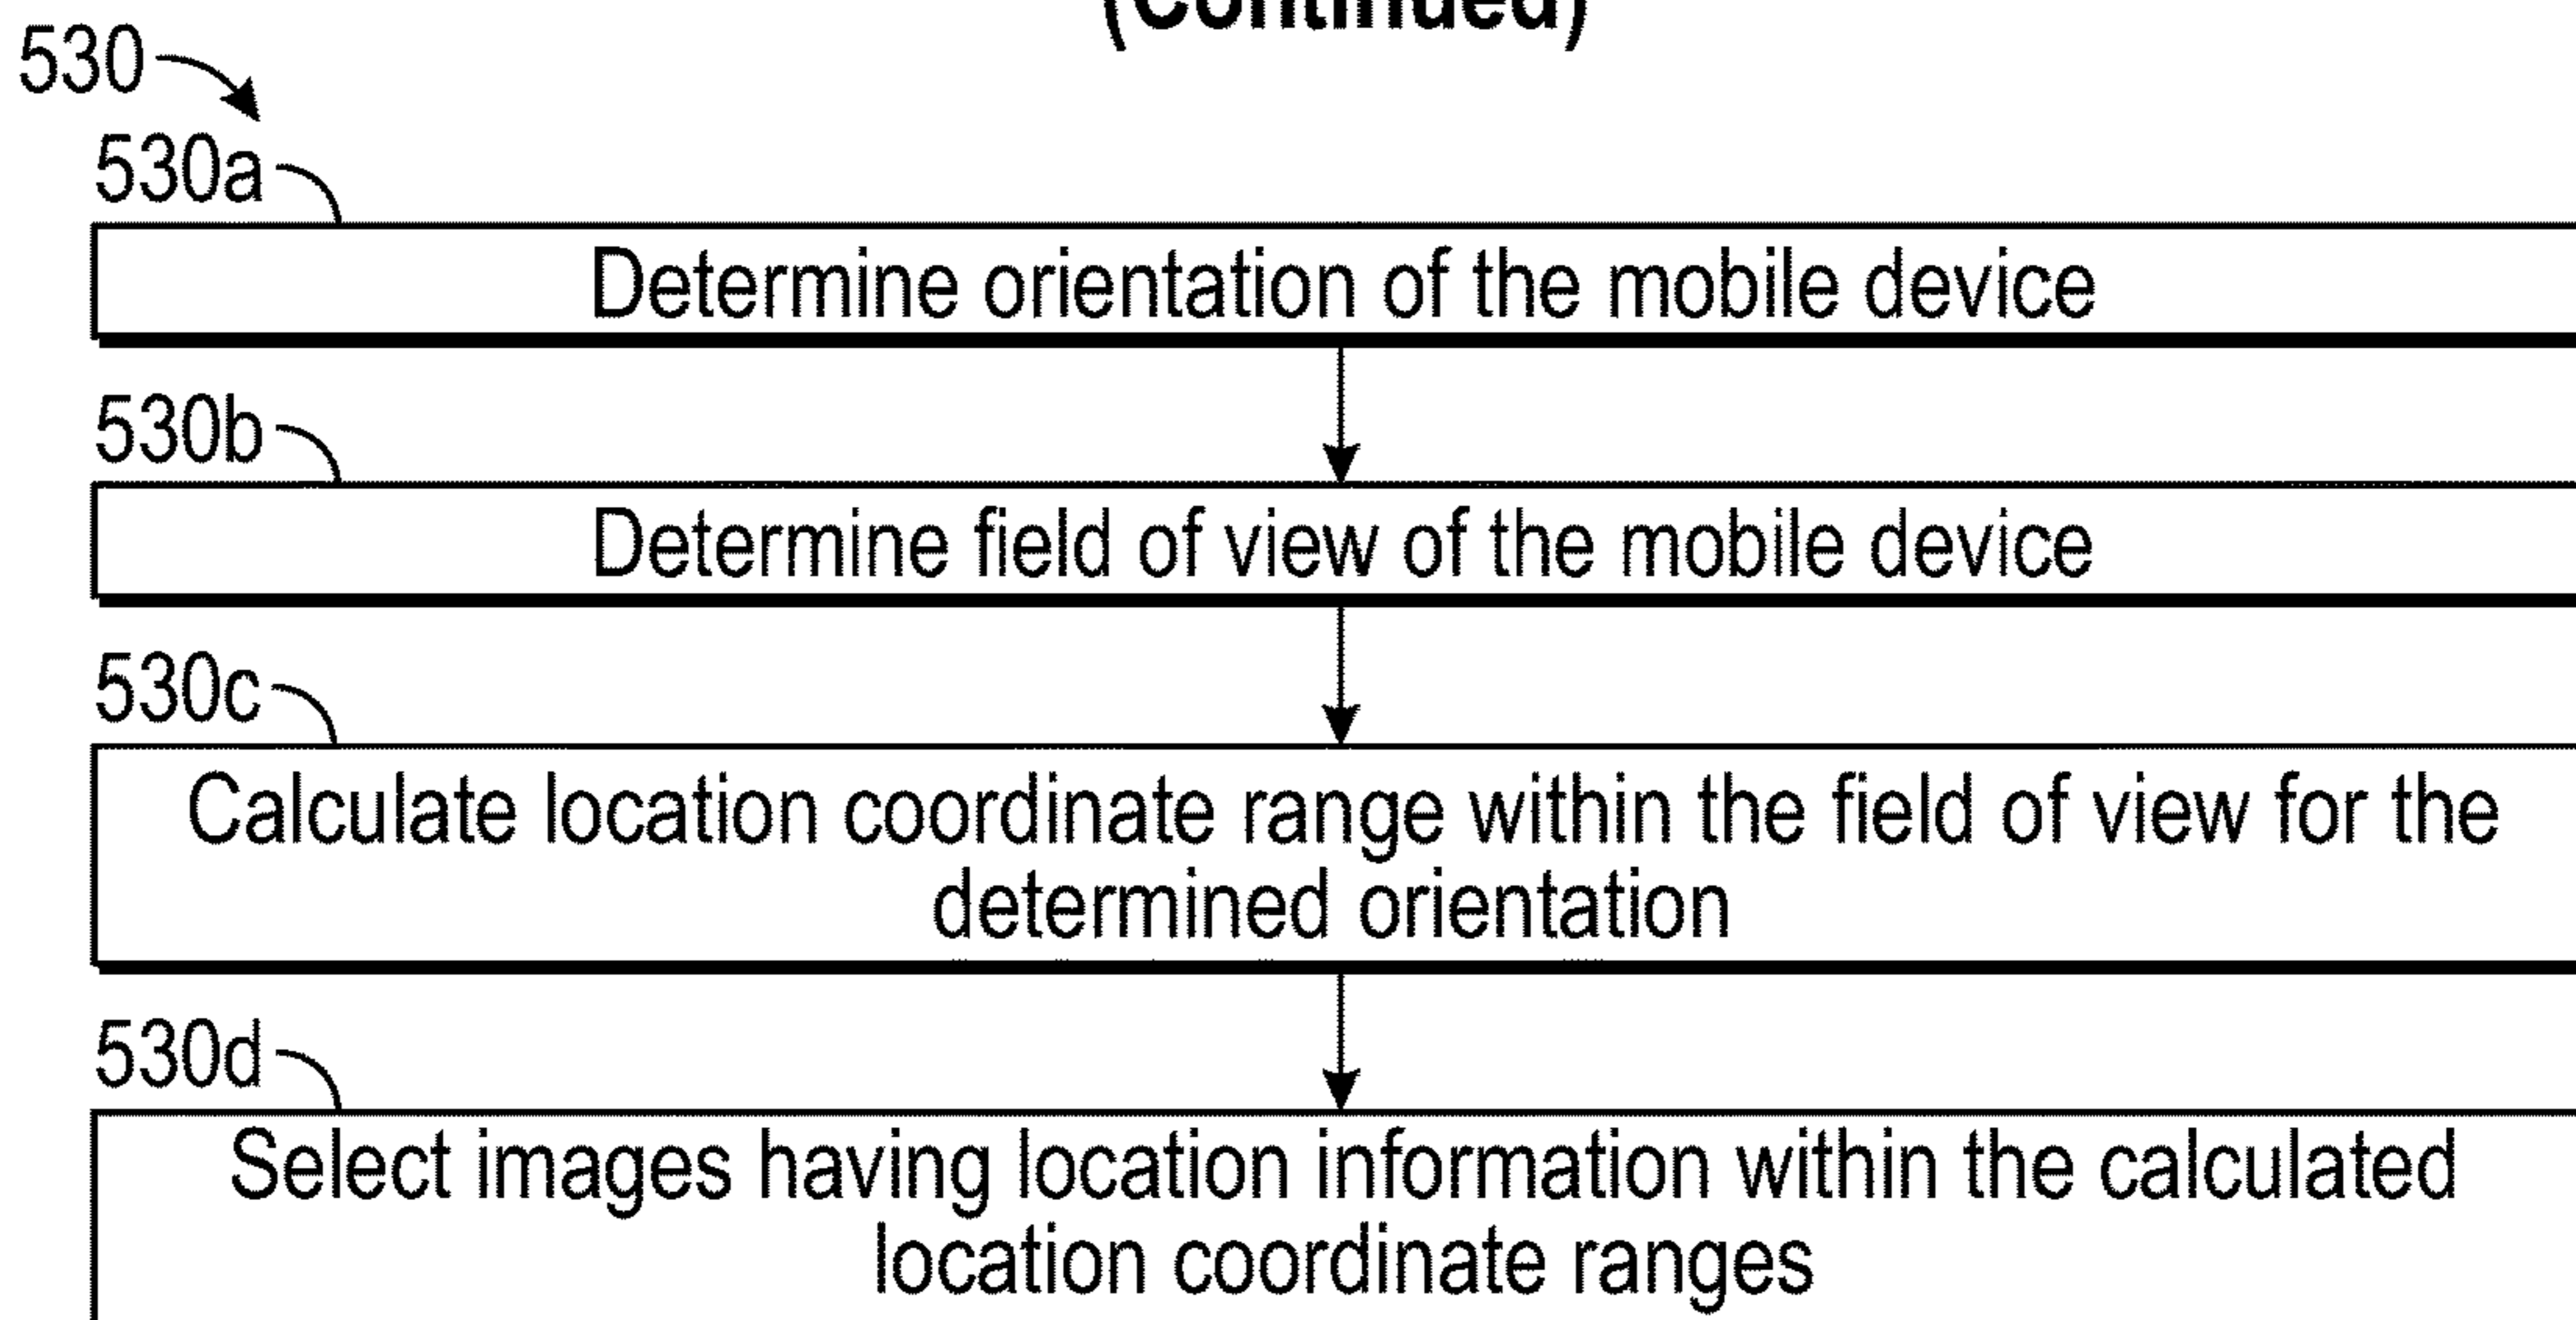 (Continued)
530
530a
Determine orientation of the mobile device
530b
Determine field of view of the mobile device
530c
Calculate location coordinate range within the field of view for the
determined orientation
530d
Select images having location information within the calculated
location coordinate ranges